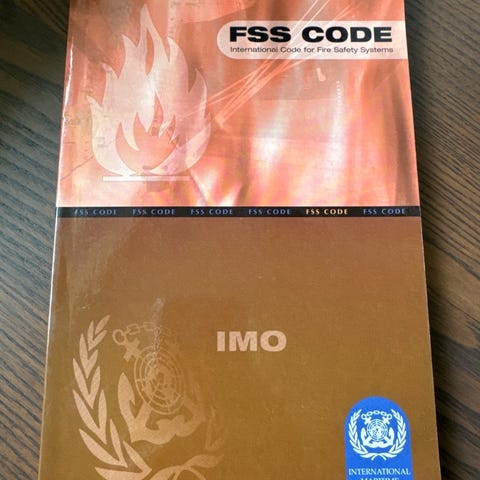 FSS CODE
International Code for Fire Safety Systems
FSS CODE FSS CODE FSS CODE FSS CODE FSS CODE FSS CODE
IMO
INTERNATIONAL
MARITIME